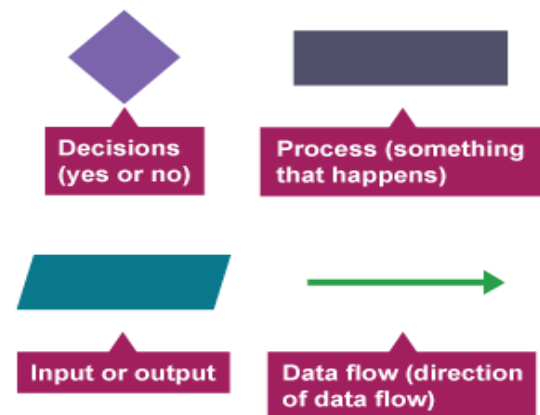 Decisions
(yes or no)
Process (something
that happens)
Input or output
Data flow (direction
of data flow)